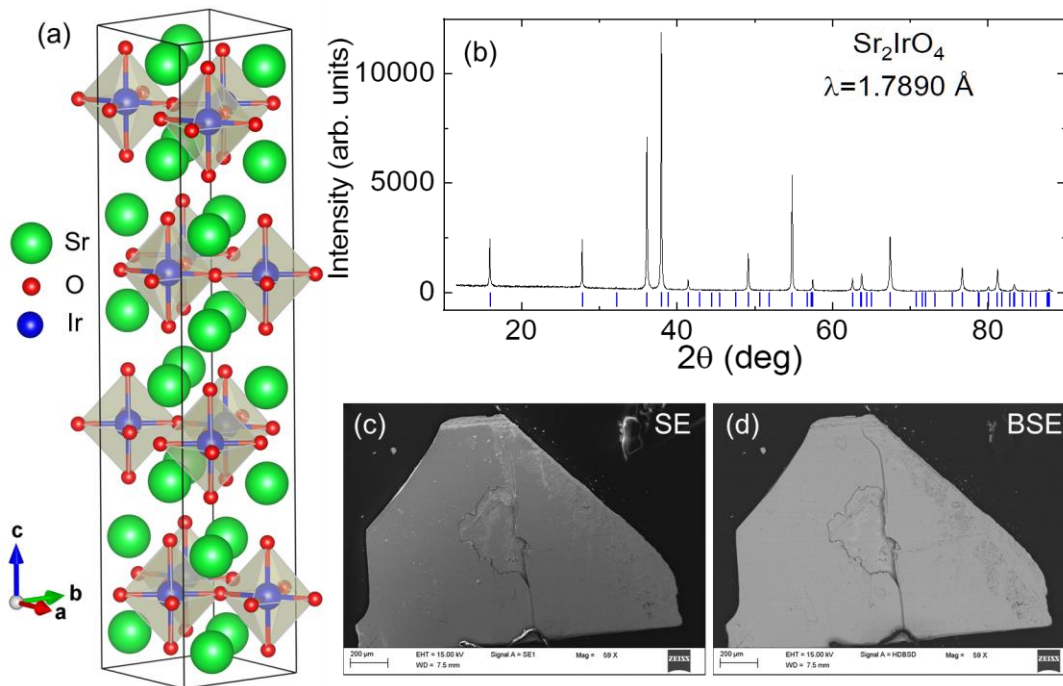 (a)
Sr
O
Ir
c
b
a
(b)
Sr₂IrO₄
λ=1.7890 Å
Intensity (arb. units)
10000
5000
0
20
40
60
80
2θ (deg)
(c)
SE
200 µm
EHT = 15.00 kV
Signal A = SE1
Mag = 59 X
WD = 7.5 mm
ZEISS
(d)
BSE
200 µm
EHT = 15.00 kV
Signal A = HDBSD
Mag = 59 X
WD = 7.5 mm
ZEISS